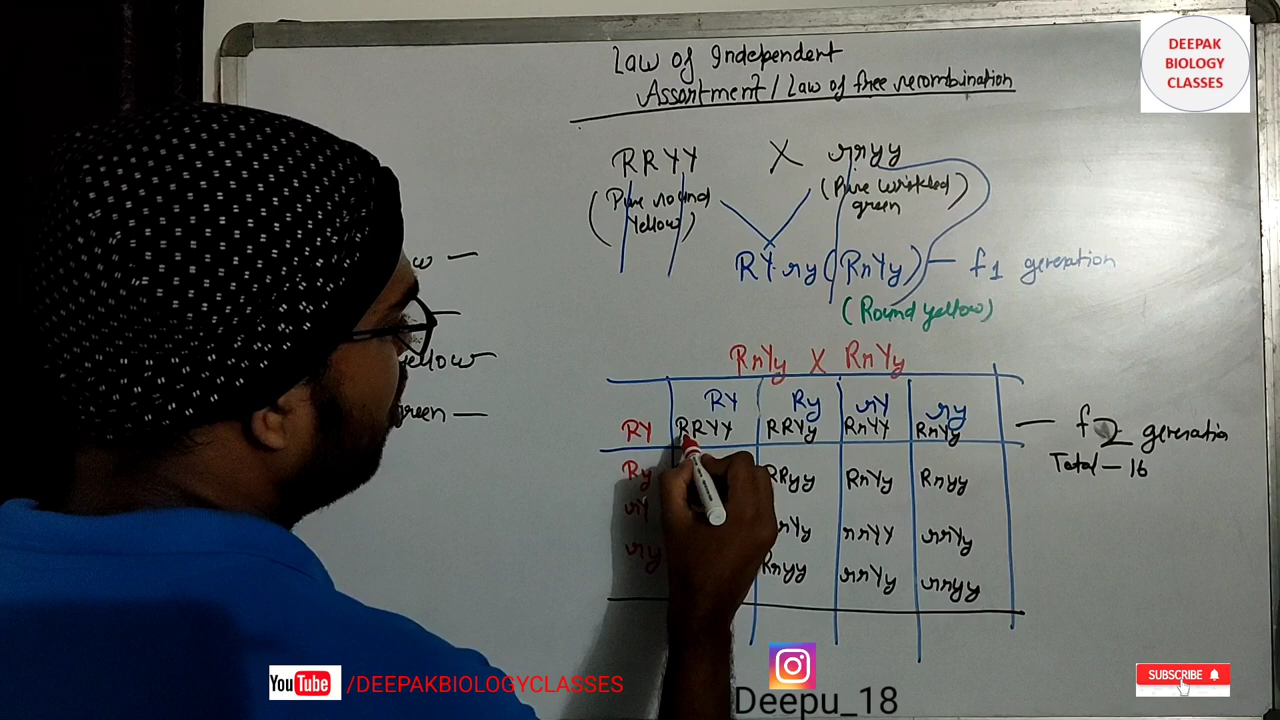 Law of Independent
Assortment / Law of free recombination
DEEPAK
BIOLOGY
CLASSES
RRYY X rryy
(Pure round
Yellow)
(Pure wrinkled
green
RY ry (RrYy) — f1 generation
(Round yellow)
RrYy X RrYy
RY Ry rY ry
RY RRYY RRYy RrYY RrYy
— f2 generation
Total — 16
Ry RRyy RrYy Rryy
rY rrYY rrYy
ry Rryy rrYy rryy
YouTube /DEEPAKBIOLOGYCLASSES
Deepu_18
SUBSCRIBE